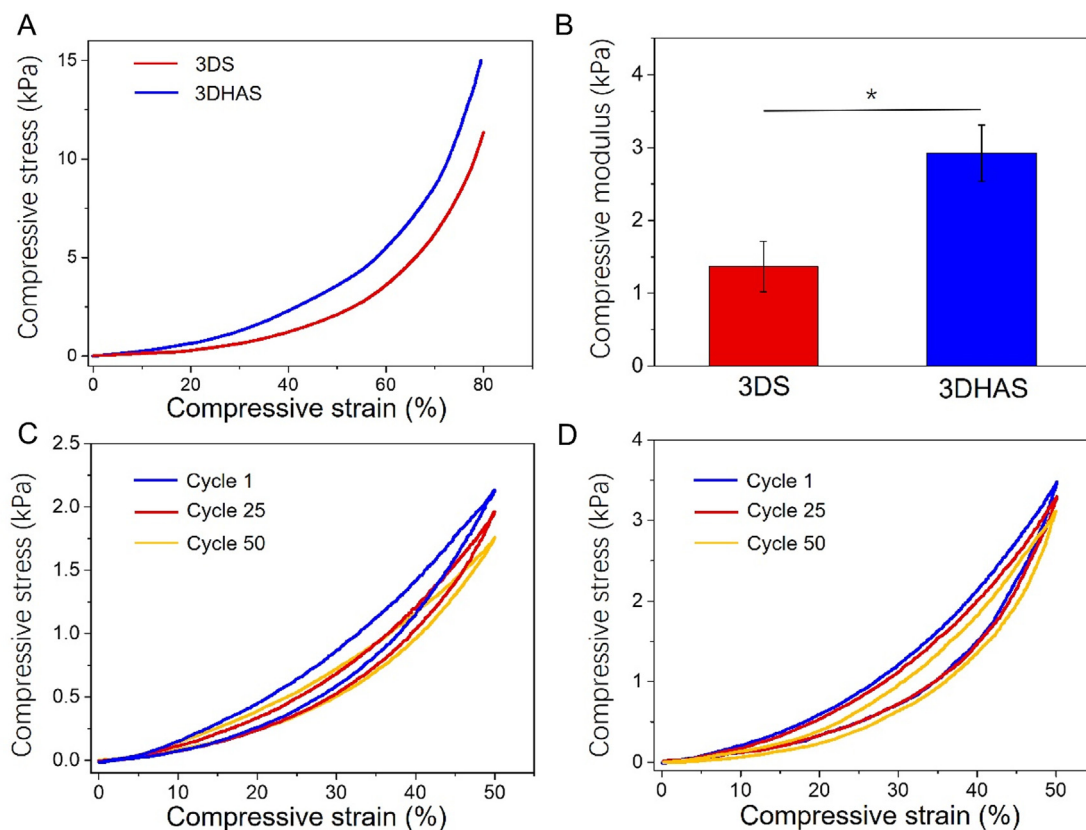 A
Compressive stress (kPa)
15
10
5
0
3DS
3DHAS
0 20 40 60 80
Compressive strain (%)
B
Compressive modulus (kPa)
4
3
2
1
0
*
3DS 3DHAS
C
Compressive stress (kPa)
2.5
2.0
1.5
1.0
0.5
0.0
Cycle 1
Cycle 25
Cycle 50
0 10 20 30 40 50
Compressive strain (%)
D
Compressive stress (kPa)
4
3
2
1
0
Cycle 1
Cycle 25
Cycle 50
0 10 20 30 40 50
Compressive strain (%)